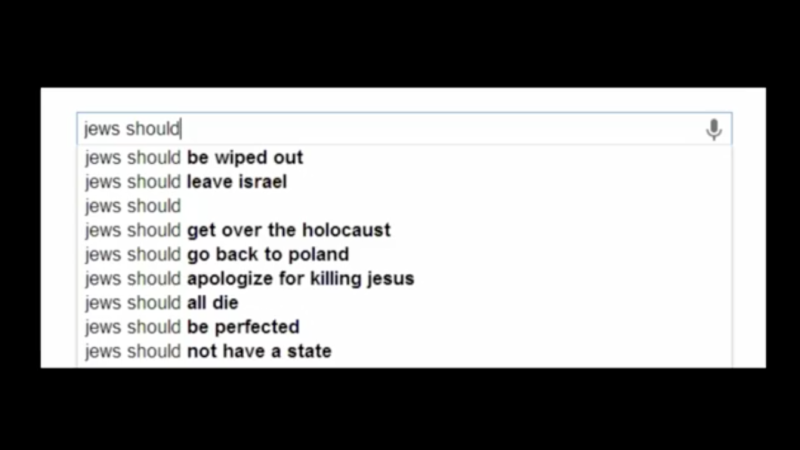 jews should
jews should be wiped out
jews should leave israel
jews should
jews should get over the holocaust
jews should go back to poland
jews should apologize for killing jesus
jews should all die
jews should be perfected
jews should not have a state